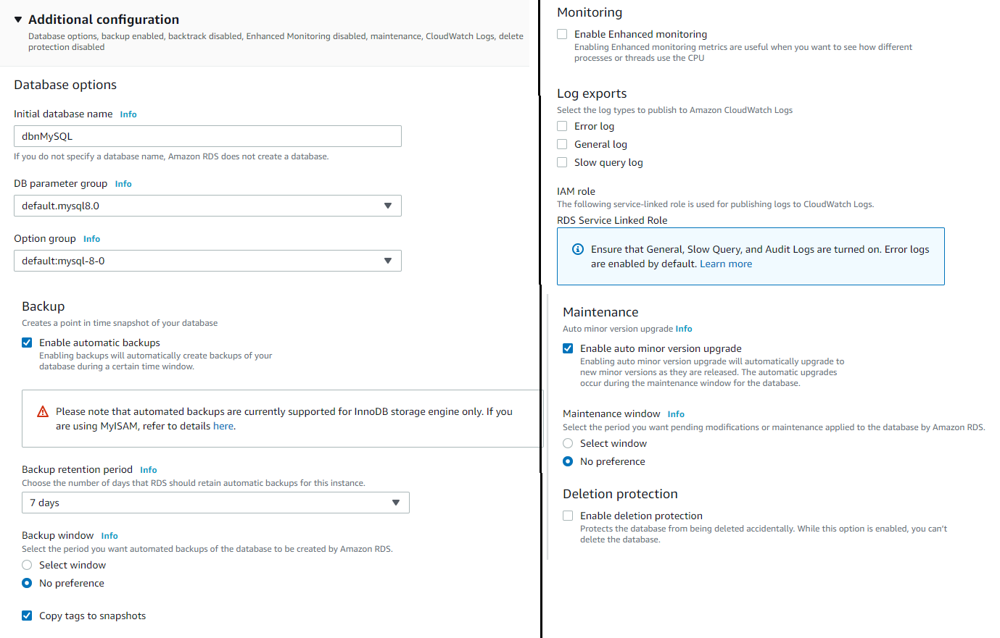 Additional configuration
Database options, backup enabled, backtrack disabled, Enhanced Monitoring disabled, maintenance, CloudWatch Logs, delete
protection disabled
Database options
Initial database name Info
dbnMySQL
If you do not specify a database name, Amazon RDS does not create a database.
DB parameter group Info
default.mysql8.0
Option group Info
default:mysql-8-0
Backup
Creates a point in time snapshot of your database
Enable automatic backups
Enabling backups will automatically create backups of your
database during a certain time window.
Please note that automated backups are currently supported for InnoDB storage engine only. If you
are using MyISAM, refer to details here.
Backup retention period Info
Choose the number of days that RDS should retain automatic backups for this instance.
7 days
Backup window Info
Select the period you want automated backups of the database to be created by Amazon RDS.
Select window
No preference
Copy tags to snapshots
Monitoring
Enable Enhanced monitoring
Enabling Enhanced monitoring metrics are useful when you want to see how different
processes or threads use the CPU
Log exports
Select the log types to publish to Amazon CloudWatch Logs
Error log
General log
Slow query log
IAM role
The following service-linked role is used for publishing logs to CloudWatch Logs.
RDS Service Linked Role
Ensure that General, Slow Query, and Audit Logs are turned on. Error logs
are enabled by default. Learn more
Maintenance
Auto minor version upgrade Info
Enable auto minor version upgrade
Enabling auto minor version upgrade will automatically upgrade to
new minor versions as they are released. The automatic upgrades
occur during the maintenance window for the database.
Maintenance window Info
Select the period you want pending modifications or maintenance applied to the database by Amazon RDS.
Select window
No preference
Deletion protection
Enable deletion protection
Protects the database from being deleted accidentally. While this option is enabled, you can't
delete the database.